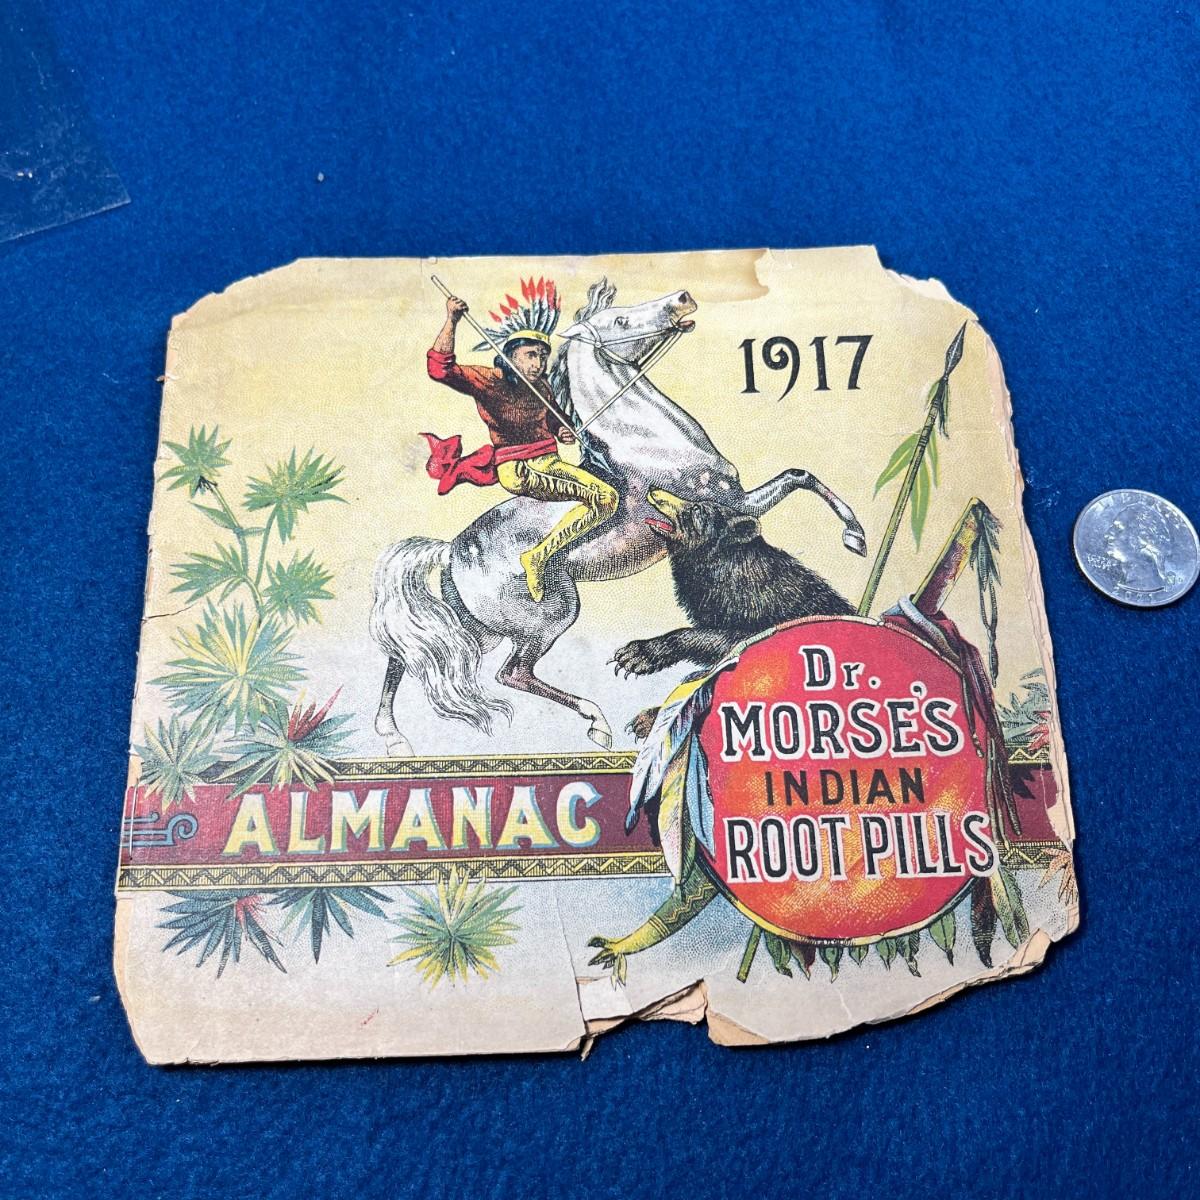 1917
Dr.
MORSE'S
INDIAN
ROOT PILLS
ALMANAC